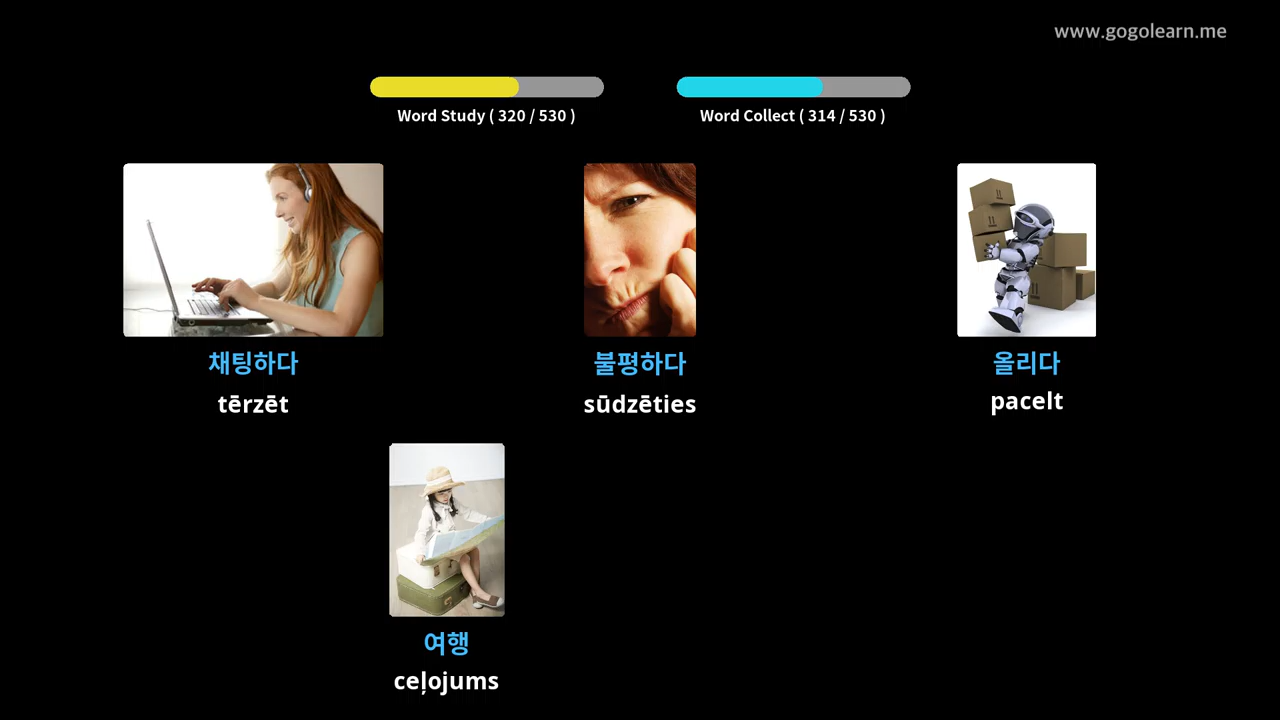 www.gogolearn.me
Word Study ( 320 / 530 )
Word Collect ( 314 / 530 )
채팅하다
tērzēt
불평하다
sūdzēties
올리다
pacelt
여행
ceļojums